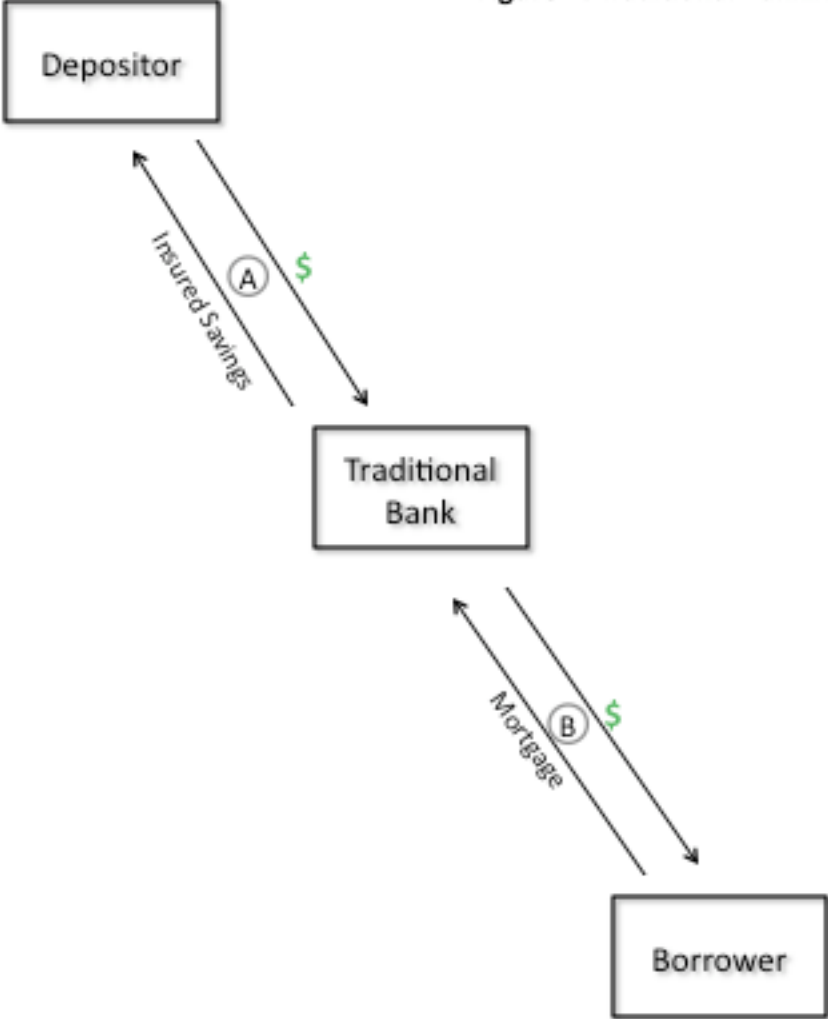 Depositor
Insured Savings
A
$
Traditional
Bank
Mortgage
B
$
Borrower